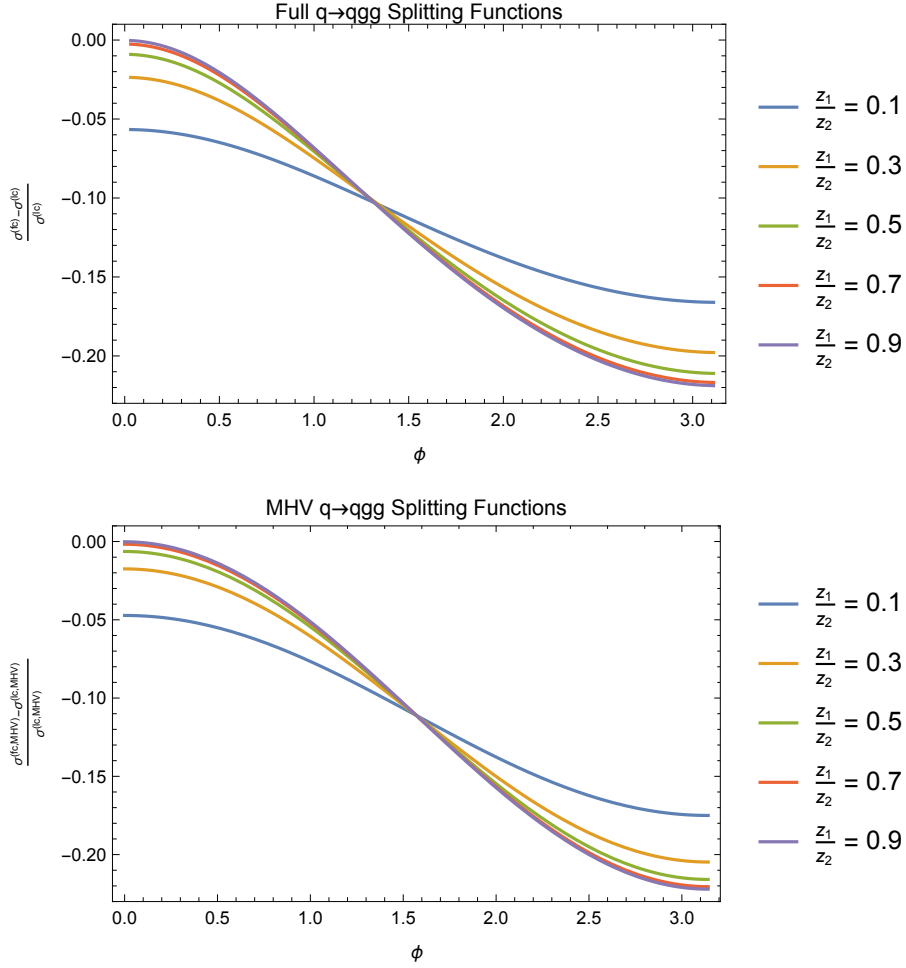 Full q→qgg Splitting Functions
0.00
−0.05
−0.10
−0.15
−0.20
σ(fc)−σ(lc)
σ(lc)
0.0 0.5 1.0 1.5 2.0 2.5 3.0
ϕ
z1
z2 = 0.1
z1
z2 = 0.3
z1
z2 = 0.5
z1
z2 = 0.7
z1
z2 = 0.9
MHV q→qgg Splitting Functions
0.00
−0.05
−0.10
−0.15
−0.20
σ(fc,MHV)−σ(lc,MHV)
σ(lc,MHV)
0.0 0.5 1.0 1.5 2.0 2.5 3.0
ϕ
z1
z2 = 0.1
z1
z2 = 0.3
z1
z2 = 0.5
z1
z2 = 0.7
z1
z2 = 0.9